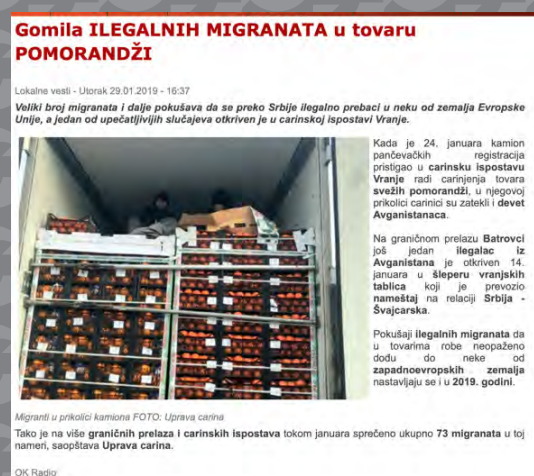 Gomila ILEGALNIH MIGRANATA u tovaru
POMORANDŽI
Lokalne vesti - Utorak 29.01.2019 - 16:37
Veliki broj migranata i dalje pokušava da se preko Srbije ilegalno prebaci u neku od zemalja Evropske
Unije, a jedan od upečatljivijih slučajeva otkriven je u carinskoj ispostavi Vranje.
Kada je 24. januara kamion
pančevačkih registracija
pristigao u carinsku ispostavu
Vranje radi carinjenja tovara
svežih pomorandži, u njegovoj
prikolici carinici su zatekli i devet
Avganistanaca.
Na graničnom prelazu Batrovci
još jedan ilegalac iz
Avganistana je otkriven 14.
januara u šleperu vranjskih
tablica koji je prevozio
nameštaj na relaciji Srbija -
Švajcarska.
Pokušaji ilegalnih migranata da
u tovarima robe neopaženo
dođu do neke od
zapadnoevropskih zemalja
nastavljaju se i u 2019. godini.
Migranti u prikolici kamiona FOTO: Uprava carina
Tako je na više graničnih prelaza i carinskih ispostava tokom januara sprečeno ukupno 73 migranata u toj
nameri, saopštava Uprava carina.
OK Radio